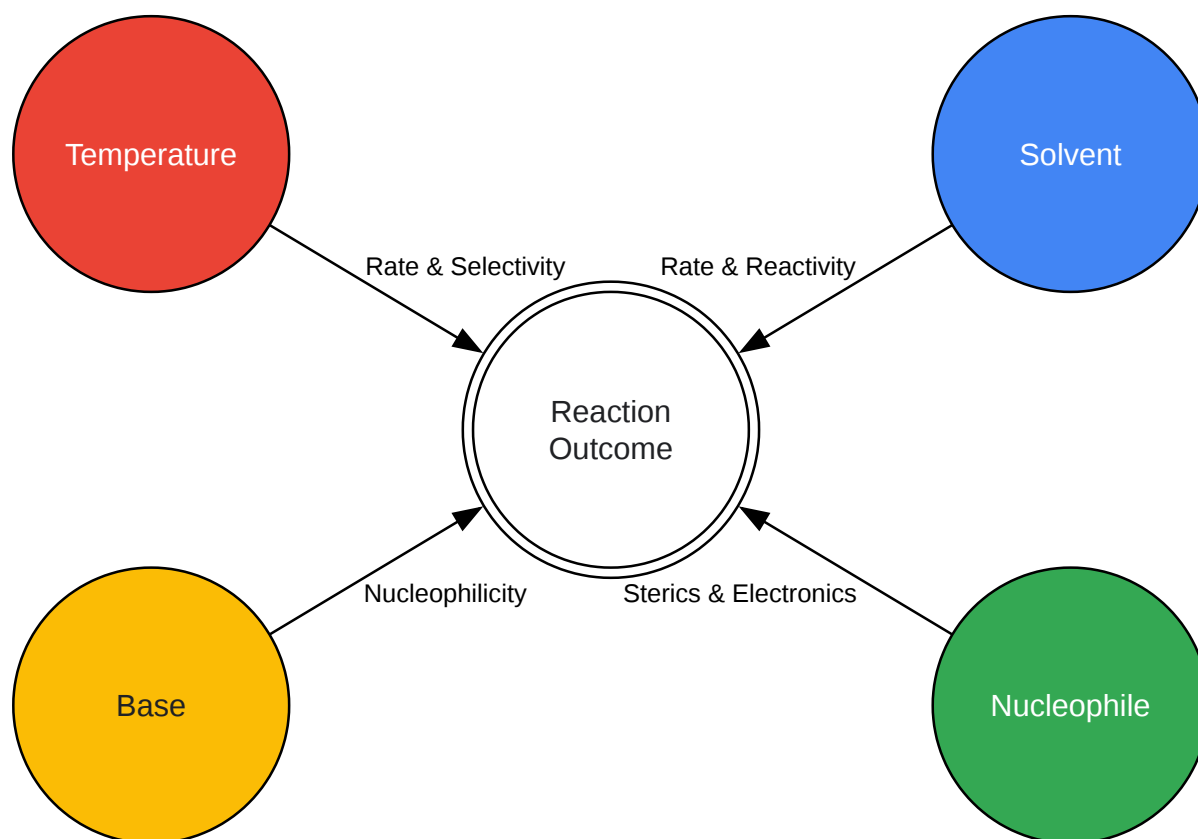 Temperature
Solvent
Rate & Selectivity
Rate & Reactivity
Reaction
Outcome
Nucleophilicity
Sterics & Electronics
Base
Nucleophile